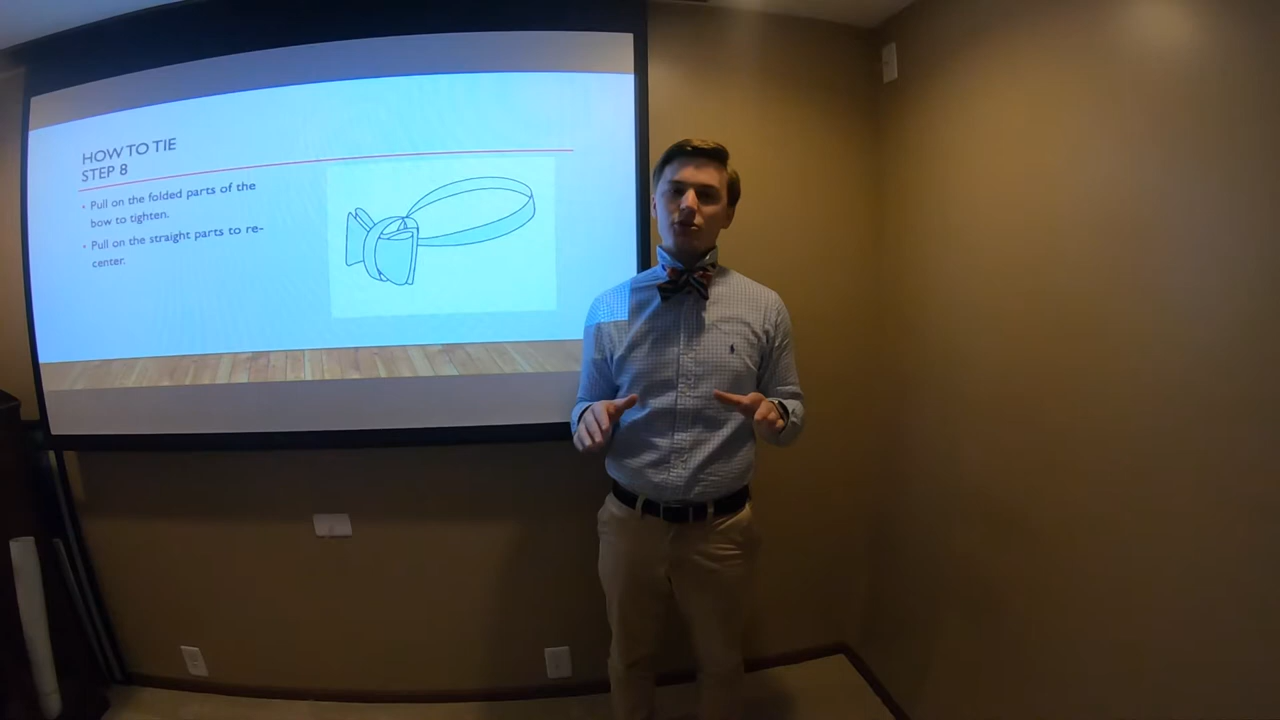 HOW TO TIE
STEP 8
• Pull on the folded parts of the
bow to tighten.
• Pull on the straight parts to re-
center.